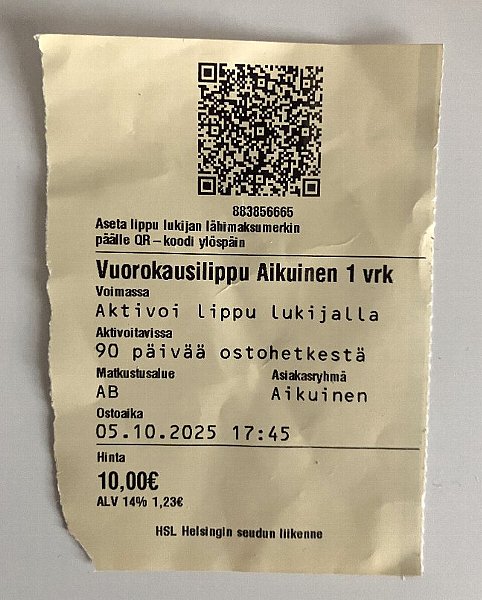 883856665
Aseta lippu lukijan lähimaksumerkin
päälle QR-koodi ylöspäin
Vuorokausilippu Aikuinen 1 vrk
Voimassa
Aktivoi lippu lukijalla
Aktivoitavissa
90 päivää ostohetkestä
Matkustusalue Asiakasryhmä
AB Aikuinen
Ostoaika
05.10.2025 17:45
Hinta
10,00€
ALV 14% 1,23€
HSL Helsingin seudun liikenne